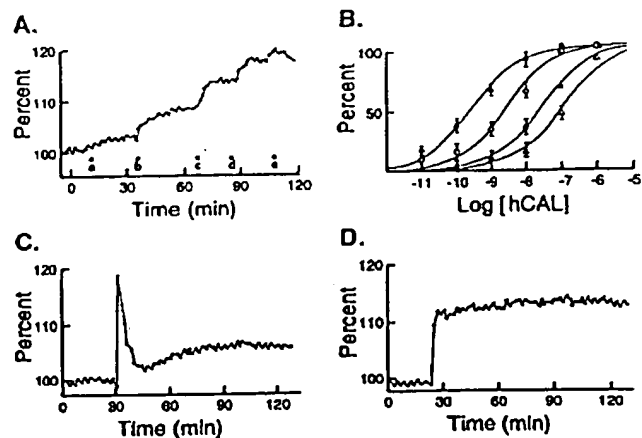 A.
120
110
100
Percent
a b c d e
0 30 60 90 120
Time (min)
B.
100
50
Percent
-11 -10 -9 -8 -7 -6 -5
Log [hCAL]
C.
120
110
100
Percent
0 30 60 90 120
Time (min)
D.
120
110
100
Percent
0 30 60 90 120
Time (min)